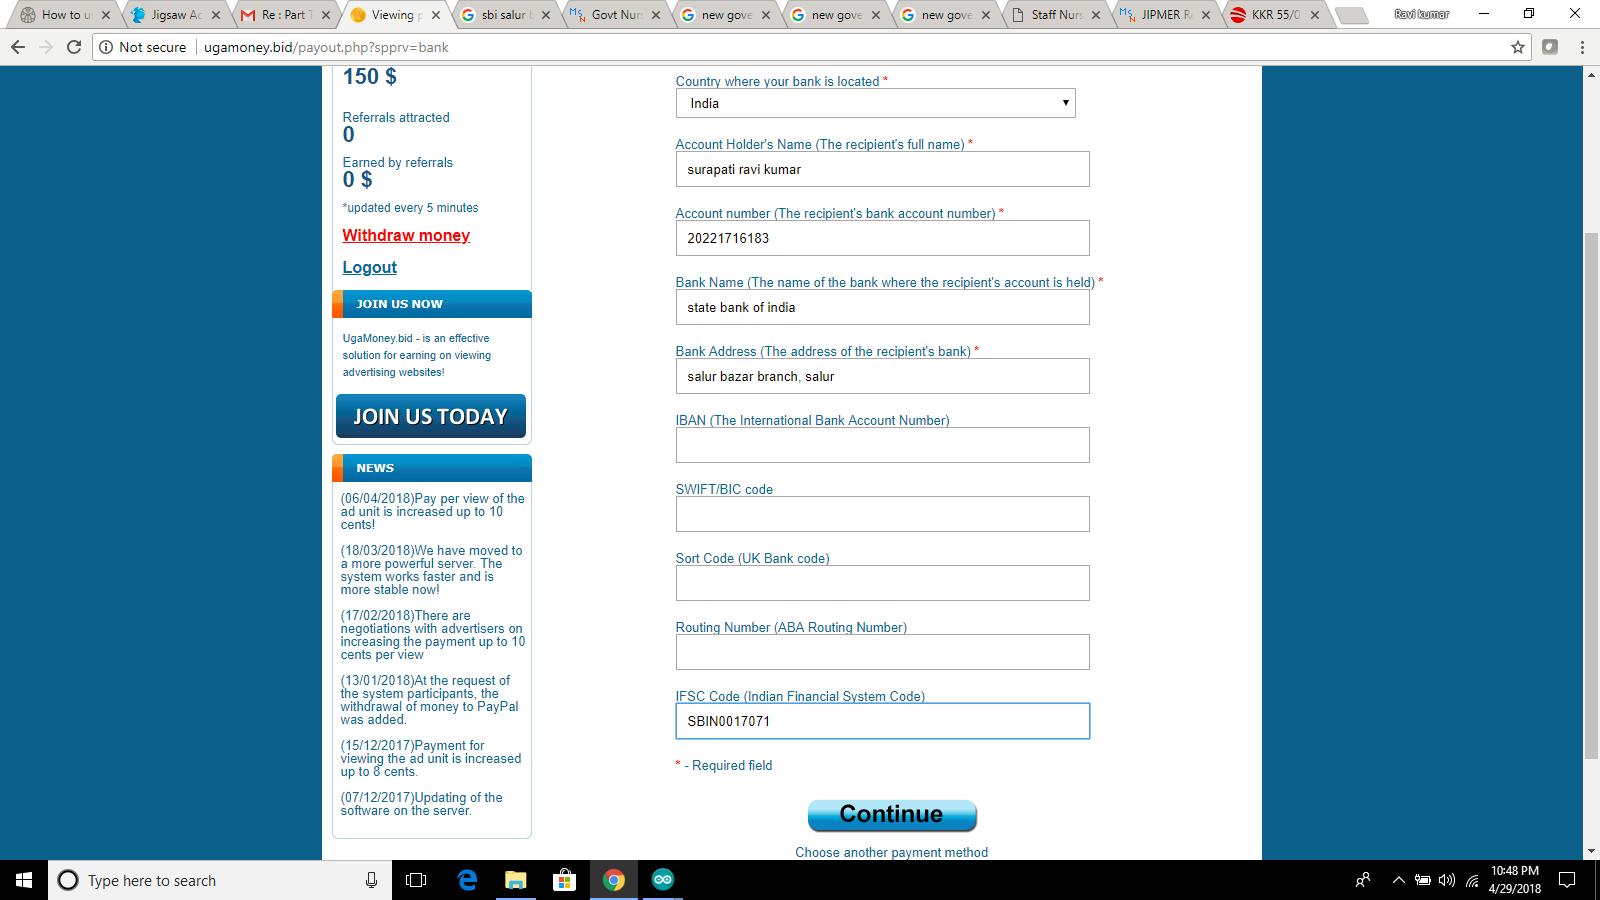 How to u
Jigsaw Ac
Re : Part T
Viewing p
sbi salur b
Govt Nurs
new gove
new gove
new gove
Staff Nurs
JIPMER Re
KKR 55/0
Ravi kumar
Not secure
ugamoney.bid/payout.php?spprv=bank
150 $
Referrals attracted
0
Earned by referrals
0 $
*updated every 5 minutes
Withdraw money
Logout
JOIN US NOW
UgaMoney.bid - is an effective
solution for earning on viewing
advertising websites!
JOIN US TODAY
NEWS
(06/04/2018)Pay per view of the
ad unit is increased up to 10
cents!
(18/03/2018)We have moved to
a more powerful server. The
system works faster and is
more stable now!
(17/02/2018)There are
negotiations with advertisers on
increasing the payment up to 10
cents per view
(13/01/2018)At the request of
the system participants, the
withdrawal of money to PayPal
was added.
(15/12/2017)Payment for
viewing the ad unit is increased
up to 8 cents.
(07/12/2017)Updating of the
software on the server.
Country where your bank is located *
India
Account Holder's Name (The recipient's full name) *
surapati ravi kumar
Account number (The recipient's bank account number) *
20221716183
Bank Name (The name of the bank where the recipient's account is held) *
state bank of india
Bank Address (The address of the recipient's bank) *
salur bazar branch, salur
IBAN (The International Bank Account Number)
SWIFT/BIC code
Sort Code (UK Bank code)
Routing Number (ABA Routing Number)
IFSC Code (Indian Financial System Code)
SBIN0017071
* - Required field
Continue
Choose another payment method
Type here to search
10:48 PM
4/29/2018